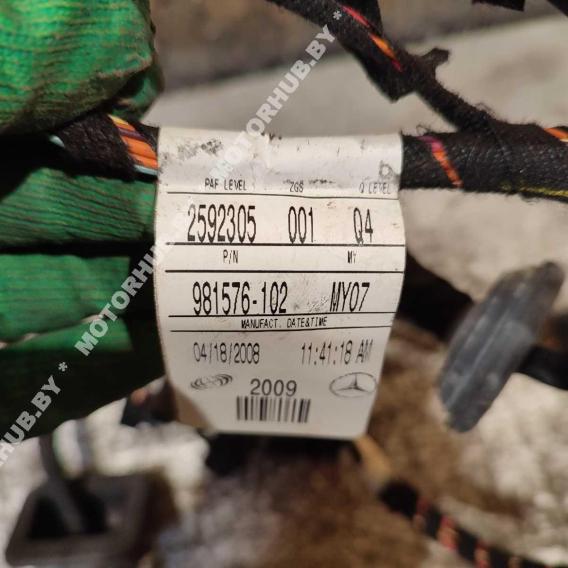 PAF LEVEL ZGS Q LEVEL
2592305 001 Q4
P/N MY
981576-102 MY07
MANUFACT. DATE&TIME
04/18/2008 11:41:18 AM
2009
MOTORHUB.BY * MOTORHUB.BY *